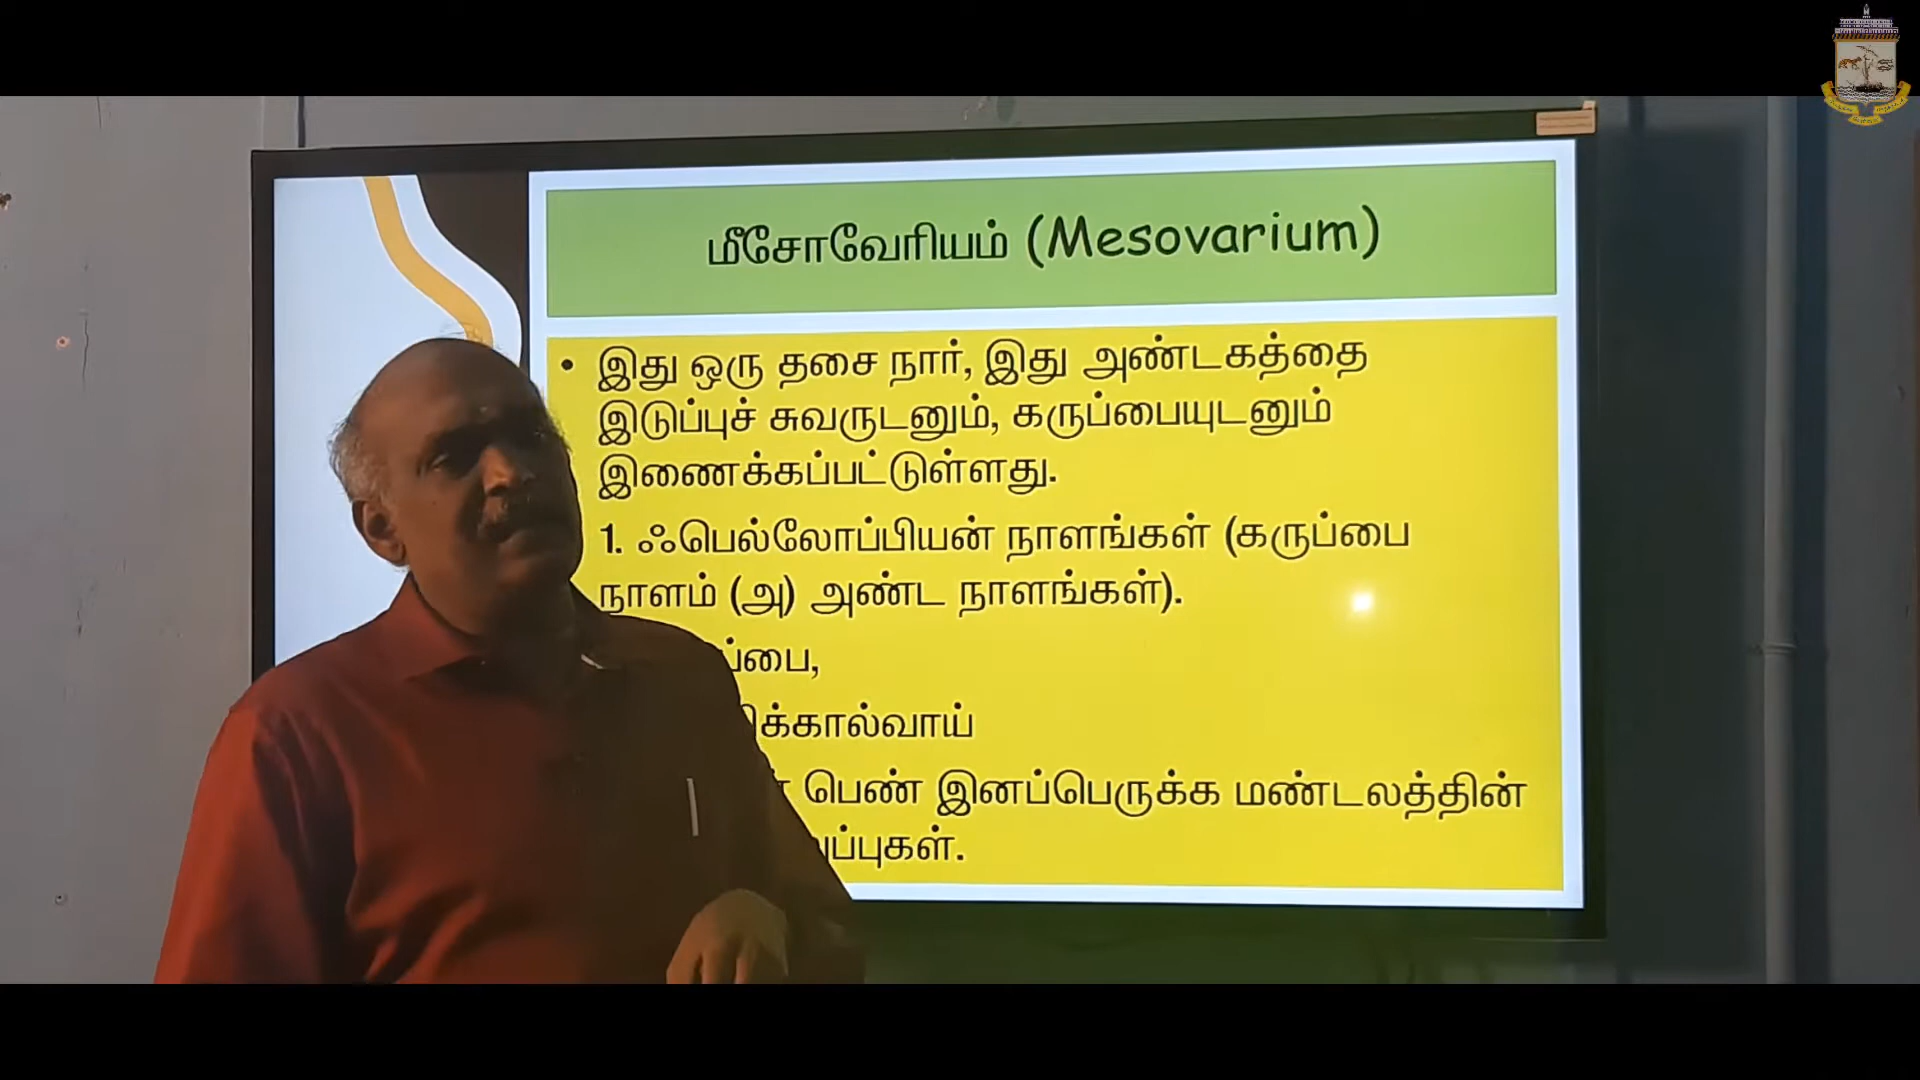 மீசோவேரியம் (Mesovarium)
• இது ஒரு தசை நார், இது அண்டகத்தை
இடுப்புச் சுவருடனும், கருப்பையுடனும்
இணைக்கப்பட்டுள்ளது.
1. ஃபெல்லோப்பியன் நாளங்கள் (கருப்பை
நாளம் (அ) அண்ட நாளங்கள்).
பெண் இனப்பெருக்க மண்டலத்தின்